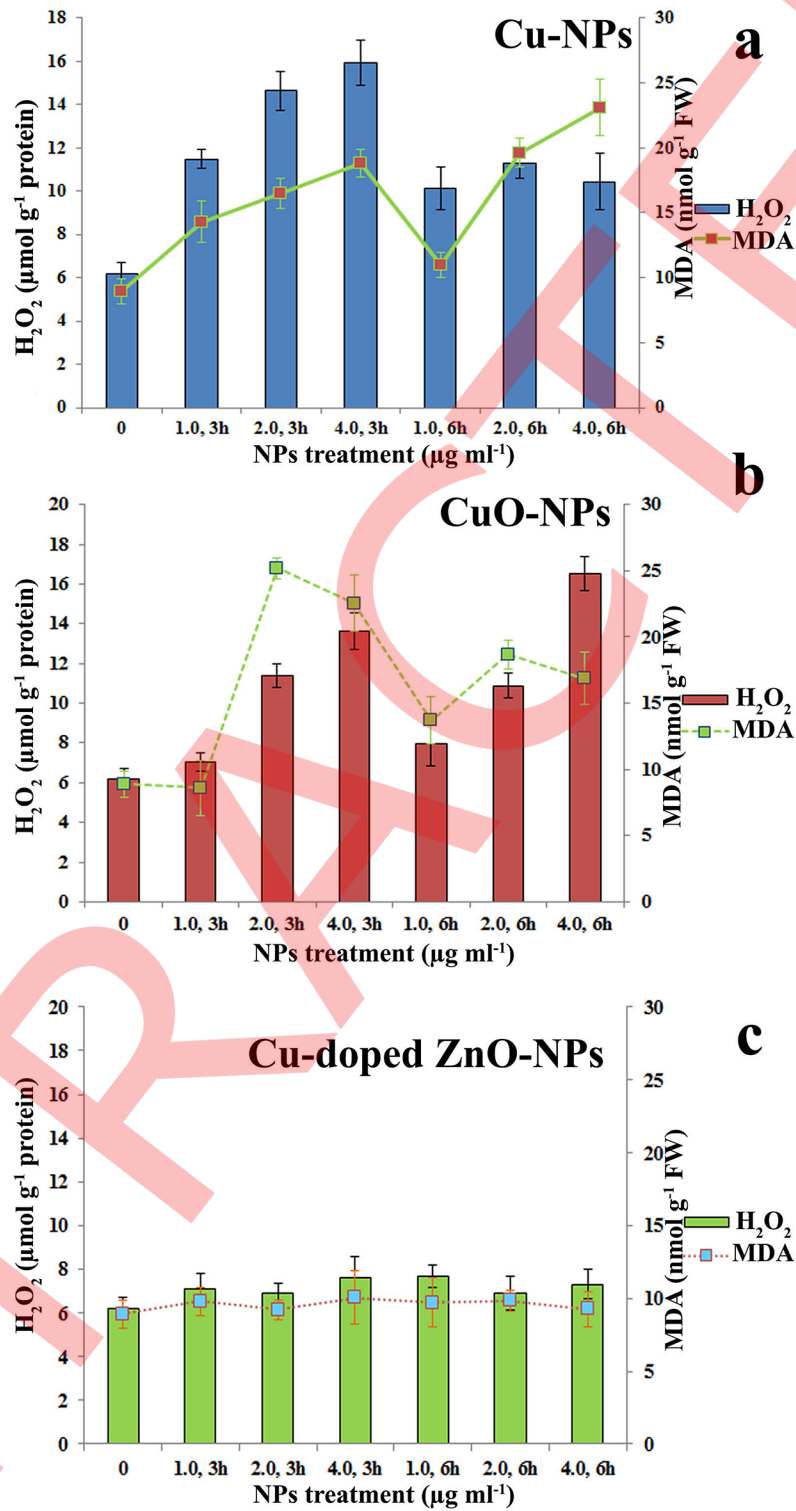 Cu-NPs
a
18
16
14
12
10
8
6
4
2
0
H₂O₂ (µmol g⁻¹ protein)
30
25
20
15
10
5
0
MDA (nmol g⁻¹ FW)
H₂O₂
MDA
0 1.0, 3h 2.0, 3h 4.0, 3h 1.0, 6h 2.0, 6h 4.0, 6h
NPs treatment (µg ml⁻¹)
b
CuO-NPs
20
18
16
14
12
10
8
6
4
2
0
H₂O₂ (µmol g⁻¹ protein)
30
25
20
15
10
5
0
MDA (nmol g⁻¹ FW)
H₂O₂
MDA
0 1.0, 3h 2.0, 3h 4.0, 3h 1.0, 6h 2.0, 6h 4.0, 6h
NPs treatment (µg ml⁻¹)
c
Cu-doped ZnO-NPs
20
18
16
14
12
10
8
6
4
2
0
H₂O₂ (µmol g⁻¹ protein)
30
25
20
15
10
5
0
MDA (nmol g⁻¹ FW)
H₂O₂
MDA
0 1.0, 3h 2.0, 3h 4.0, 3h 1.0, 6h 2.0, 6h 4.0, 6h
NPs treatment (µg ml⁻¹)
RACTE